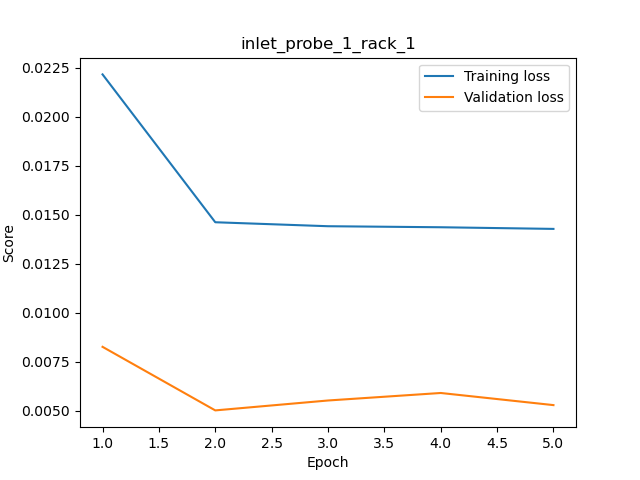 inlet_probe_1_rack_1
Training loss
Validation loss
0.0225
0.0200
0.0175
0.0150
0.0125
0.0100
0.0075
0.0050
Score
1.0 1.5 2.0 2.5 3.0 3.5 4.0 4.5 5.0
Epoch